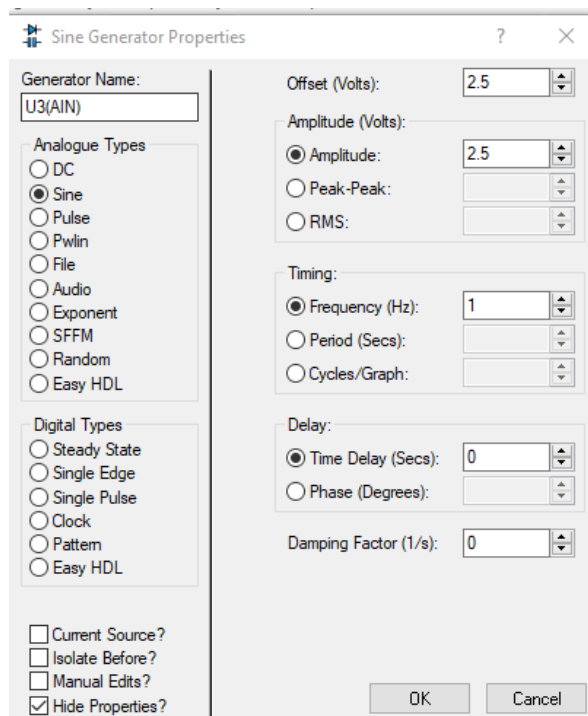 Sine Generator Properties ? ×
Generator Name:
U3(AIN)
Analogue Types
DC
Sine
Pulse
Pwlin
File
Audio
Exponent
SFFM
Random
Easy HDL
Digital Types
Steady State
Single Edge
Single Pulse
Clock
Pattern
Easy HDL
Current Source?
Isolate Before?
Manual Edits?
Hide Properties?
Offset (Volts): 2.5
Amplitude (Volts):
Amplitude: 2.5
Peak-Peak:
RMS:
Timing:
Frequency (Hz): 1
Period (Secs):
Cycles/Graph:
Delay:
Time Delay (Secs): 0
Phase (Degrees):
Damping Factor (1/s): 0
OK Cancel